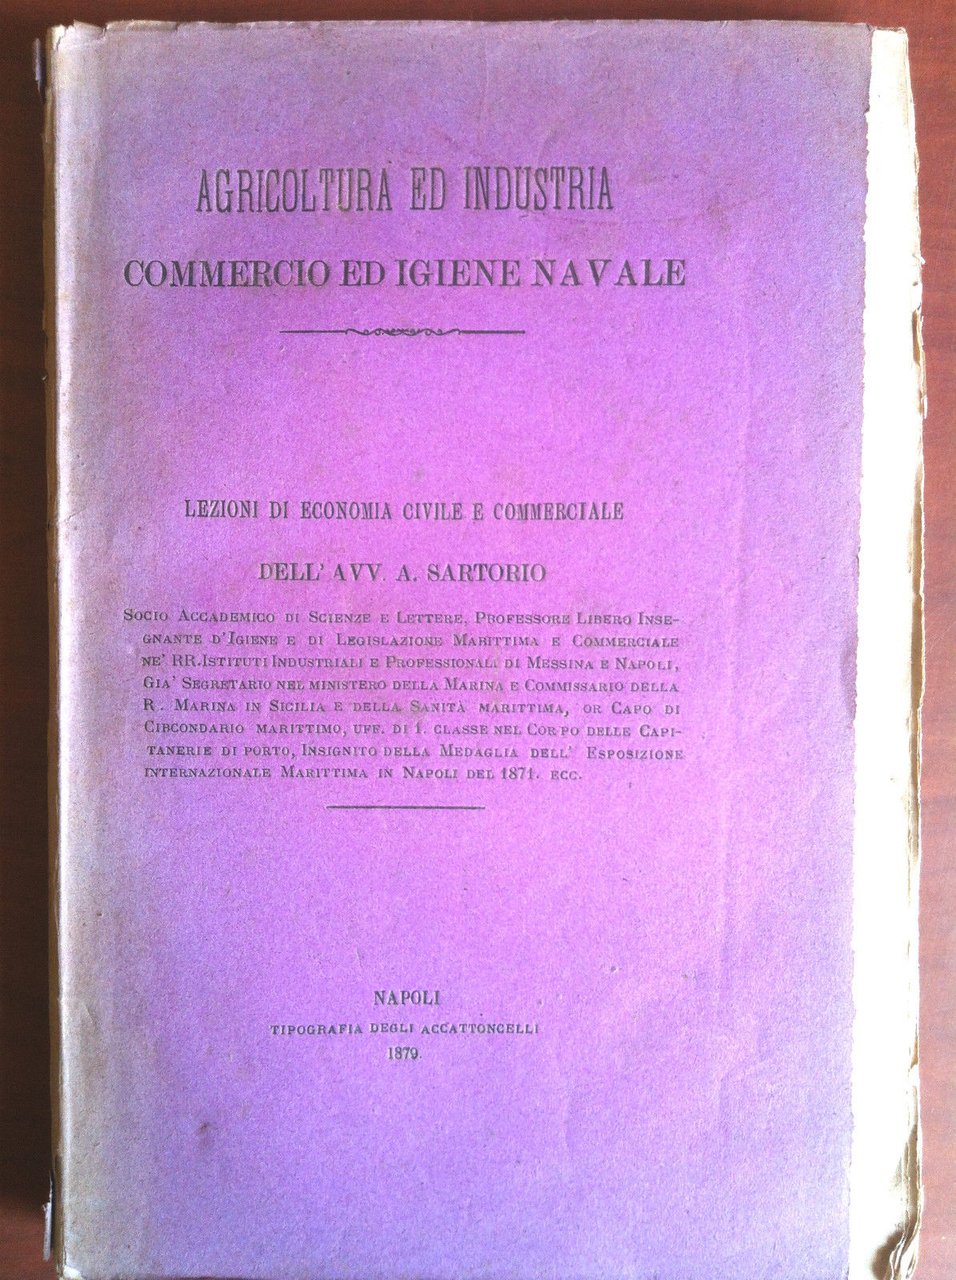 AGRICOLTURA ED INDUSTRIA
COMMERCIO ED IGIENE NAVALE
LEZIONI DI ECONOMIA CIVILE E COMMERCIALE
DELL' AVV. A. SARTORIO
SOCIO ACCADEMICO DI SCIENZE E LETTERE, PROFESSORE LIBERO INSE-
GNANTE D'IGIENE E DI LEGISLAZIONE MARITTIMA E COMMERCIALE
NE' RR. ISTITUTI INDUSTRIALI E PROFESSIONALI DI MESSINA E NAPOLI,
GIA' SEGRETARIO NEL MINISTERO DELLA MARINA E COMMISSARIO DELLA
R. MARINA IN SICILIA E DELLA SANITÀ MARITTIMA, OR CAPO DI
CIRCONDARIO MARITTIMO, UFF. DI 1. CLASSE NEL CORPO DELLE CAPI-
TANERIE DI PORTO, INSIGNITO DELLA MEDAGLIA DELL' ESPOSIZIONE
INTERNAZIONALE MARITTIMA IN NAPOLI DEL 1871. ECC.
NAPOLI
TIPOGRAFIA DEGLI ACCATTONCELLI
1879.